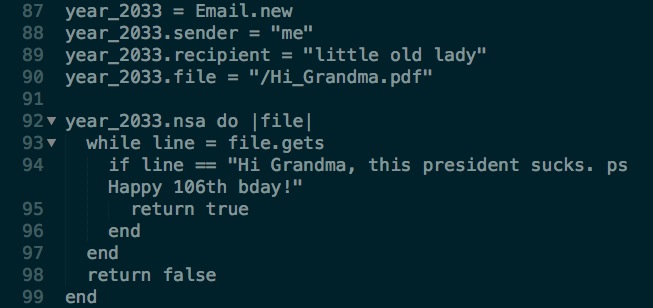 87 year_2033 = Email.new
88 year_2033.sender = "me"
89 year_2033.recipient = "little old lady"
90 year_2033.file = "/Hi_Grandma.pdf"
91
92 year_2033.nsa do |file|
93 while line = file.gets
94 if line == "Hi Grandma, this president sucks. ps
Happy 106th bday!"
95 return true
96 end
97 end
98 return false
99 end